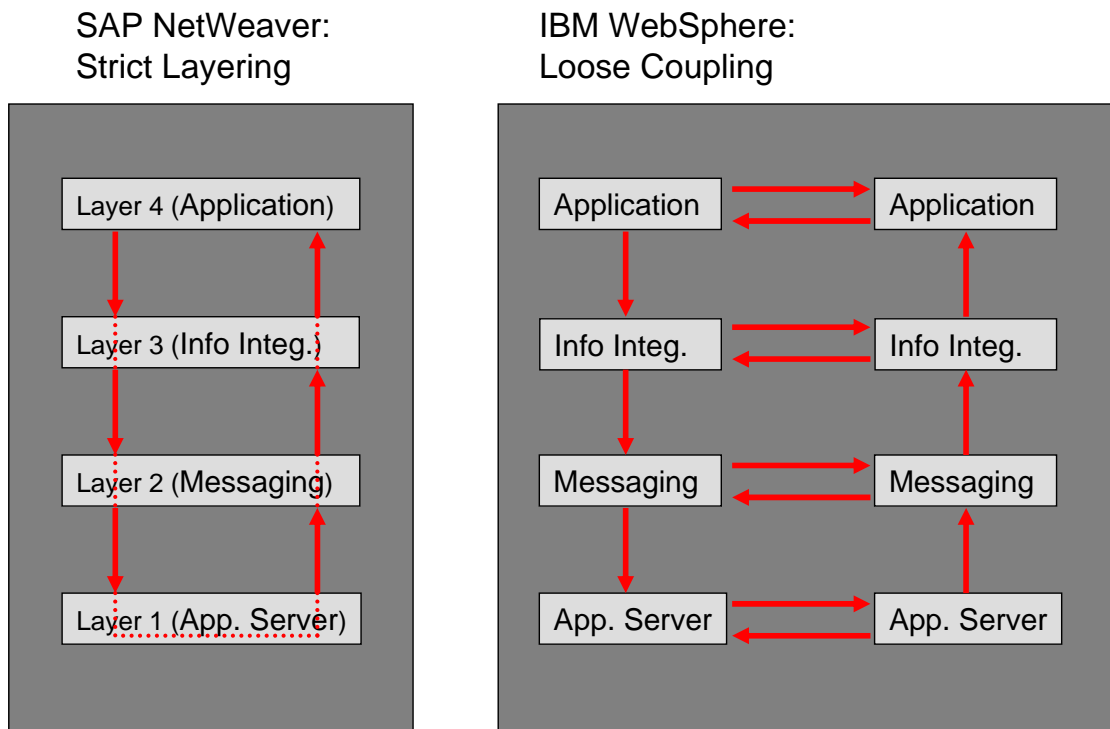 SAP NetWeaver:
Strict Layering
IBM WebSphere:
Loose Coupling
Layer 4 (Application)
Layer 3 (Info Integ.)
Layer 2 (Messaging)
Layer 1 (App. Server)
Application
Application
Info Integ.
Info Integ.
Messaging
Messaging
App. Server
App. Server